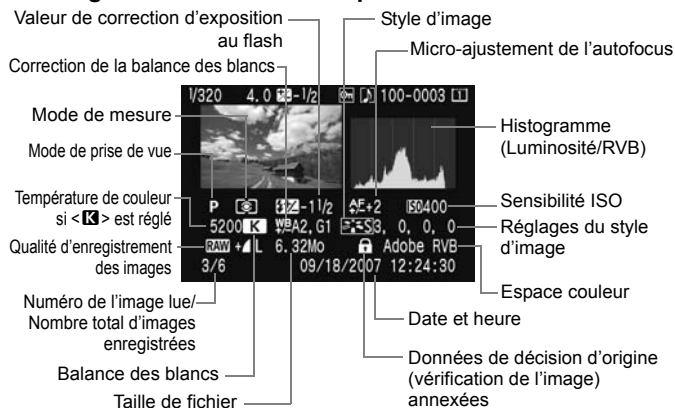 Valeur de correction d'exposition
au flash
Style d'image
Micro-ajustement de l'autofocus
Correction de la balance des blancs
1/320 4.0 -1/2 100-0003 1
Mode de mesure
Histogramme
(Luminosité/RVB)
Mode de prise de vue
P -1 1/2 AF+2 ISO400
Sensibilité ISO
Température de couleur
si <K> est réglé
5200 K WB A2, G1 S3, 0, 0, 0
Réglages du style
d'image
Qualité d'enregistrement
des images
RAW+L 6.32Mo Adobe RVB
3/6 09/18/2007 12:24:30
Espace couleur
Numéro de l'image lue/
Nombre total d'images
enregistrées
Date et heure
Balance des blancs
Données de décision d'origine
(vérification de l'image)
annexées
Taille de fichier